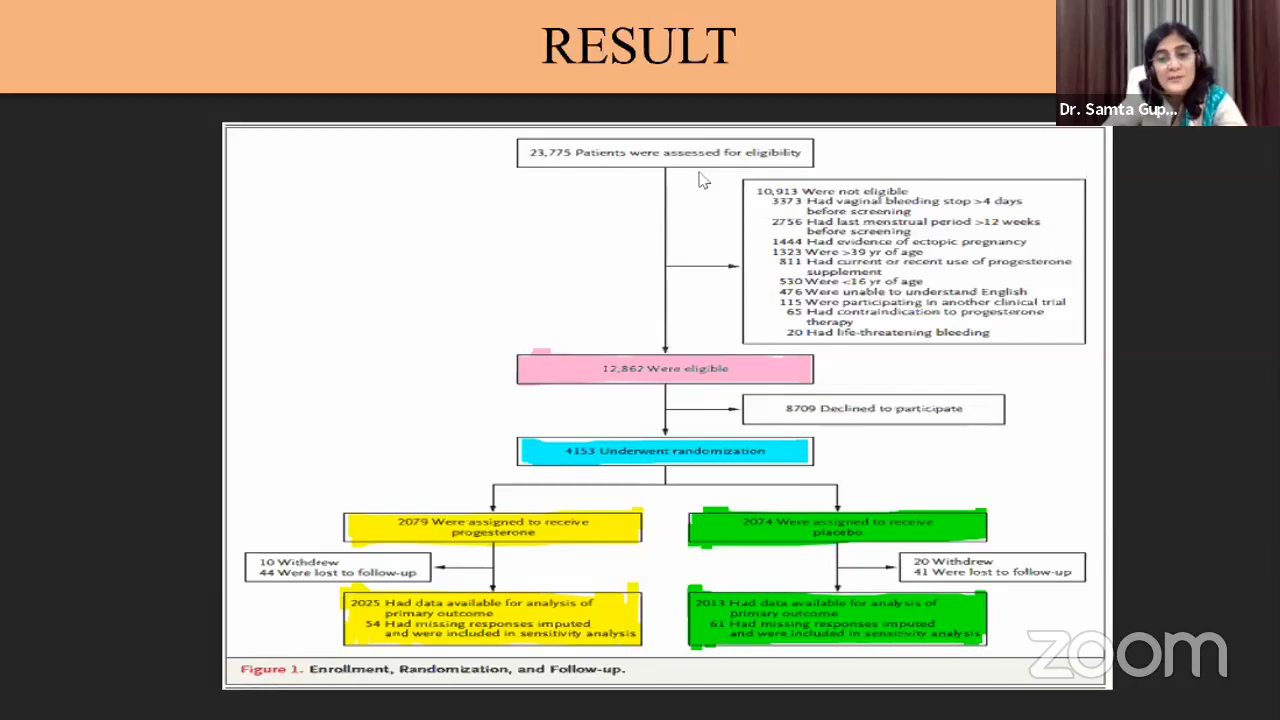 RESULT
Dr. Samta Gup...
23,775 Patients were assessed for eligibility
10,913 Were not eligible
3373 Had vaginal bleeding stop >4 days
before screening
2756 Had last menstrual period >12 weeks
before screening
1444 Had evidence of ectopic pregnancy
1323 Were >39 yr of age
811 Had current or recent use of progesterone
supplement
530 Were <16 yr of age
476 Were unable to understand English
115 Were participating in another clinical trial
65 Had contraindication to progesterone
therapy
20 Had life-threatening bleeding
12,862 Were eligible
8709 Declined to participate
4153 Underwent randomization
2079 Were assigned to receive
progesterone
2074 Were assigned to receive
placebo
10 Withdrew
44 Were lost to follow-up
20 Withdrew
41 Were lost to follow-up
2025 Had data available for analysis of
primary outcome
54 Had missing responses imputed
and were included in sensitivity analysis
2013 Had data available for analysis of
primary outcome
61 Had missing responses imputed
and were included in sensitivity analysis
Figure 1. Enrollment, Randomization, and Follow-up.
zoom